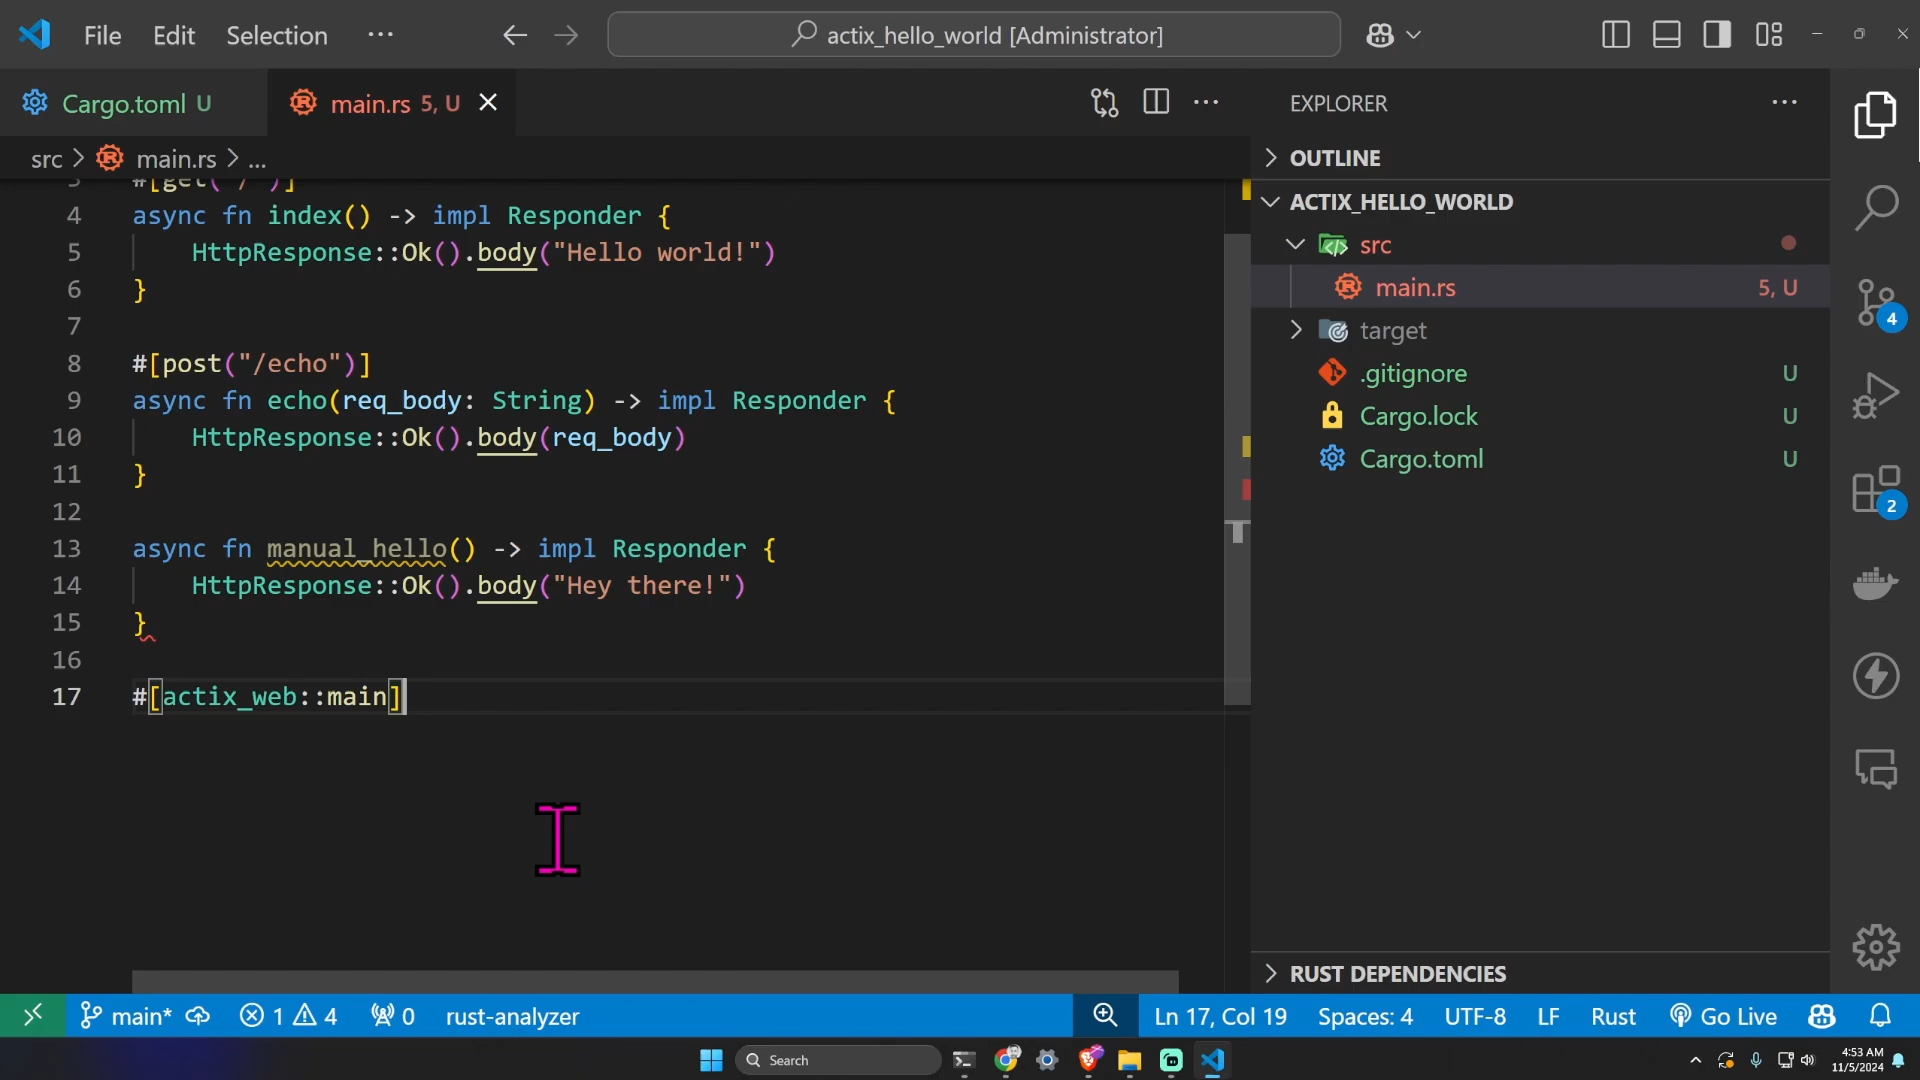 File Edit Selection ···
actix_hello_world [Administrator]
Cargo.toml U
main.rs 5, U
src > main.rs > ...
3 #[get("/")]
4 async fn index() -> impl Responder {
5 HttpResponse::Ok().body("Hello world!")
6 }
7
8 #[post("/echo")]
9 async fn echo(req_body: String) -> impl Responder {
10 HttpResponse::Ok().body(req_body)
11 }
12
13 async fn manual_hello() -> impl Responder {
14 HttpResponse::Ok().body("Hey there!")
15 }
16
17 #[actix_web::main]
EXPLORER
OUTLINE
ACTIX_HELLO_WORLD
src
main.rs 5, U
target
.gitignore U
Cargo.lock U
Cargo.toml U
RUST DEPENDENCIES
4
2
main* 1 4 0 rust-analyzer Ln 17, Col 19 Spaces: 4 UTF-8 LF Rust Go Live
Search
4:53 AM
11/5/2024